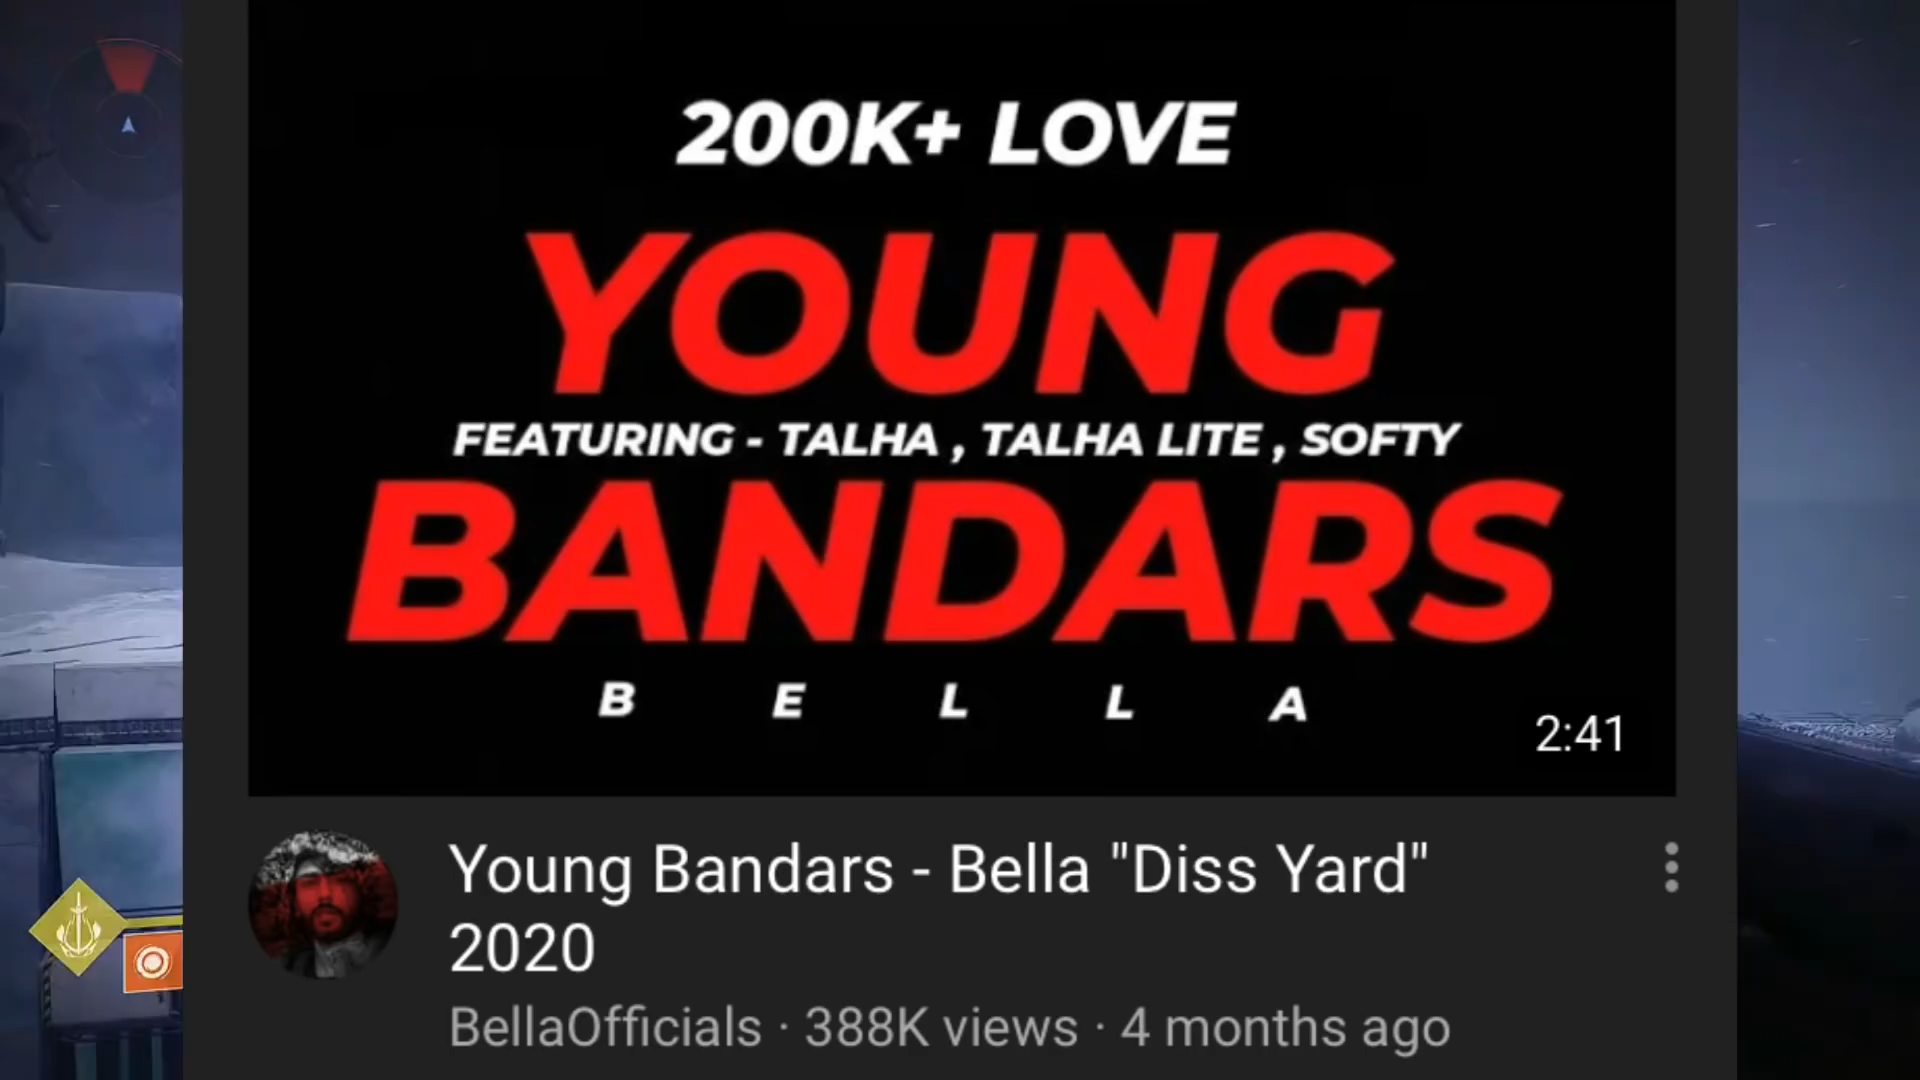 200K+ LOVE
YOUNG
FEATURING - TALHA , TALHA LITE , SOFTY
BANDARS
B E L L A
2:41
Young Bandars - Bella "Diss Yard"
2020
BellaOfficials · 388K views · 4 months ago